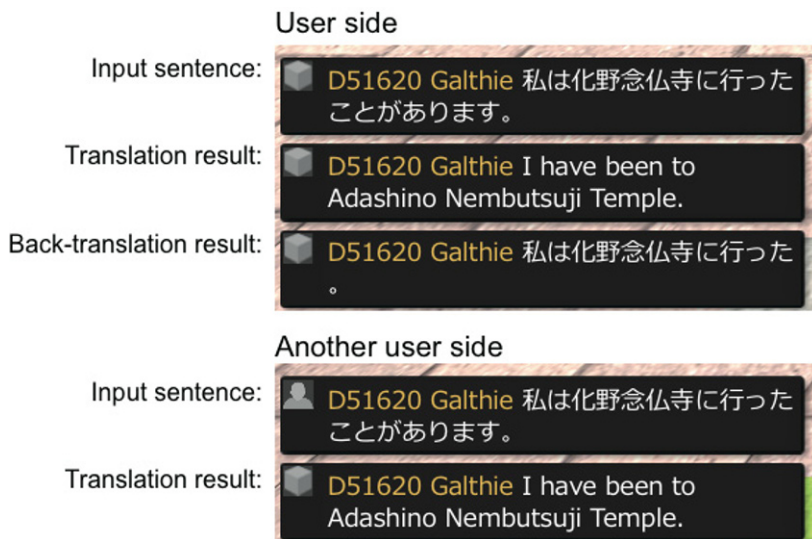 User side
Input sentence:
D51620 Galthie 私は化野念仏寺に行った
ことがあります。
Translation result:
D51620 Galthie I have been to
Adashino Nembutsuji Temple.
Back-translation result:
D51620 Galthie 私は化野念仏寺に行った
。
Another user side
Input sentence:
D51620 Galthie 私は化野念仏寺に行った
ことがあります。
Translation result:
D51620 Galthie I have been to
Adashino Nembutsuji Temple.